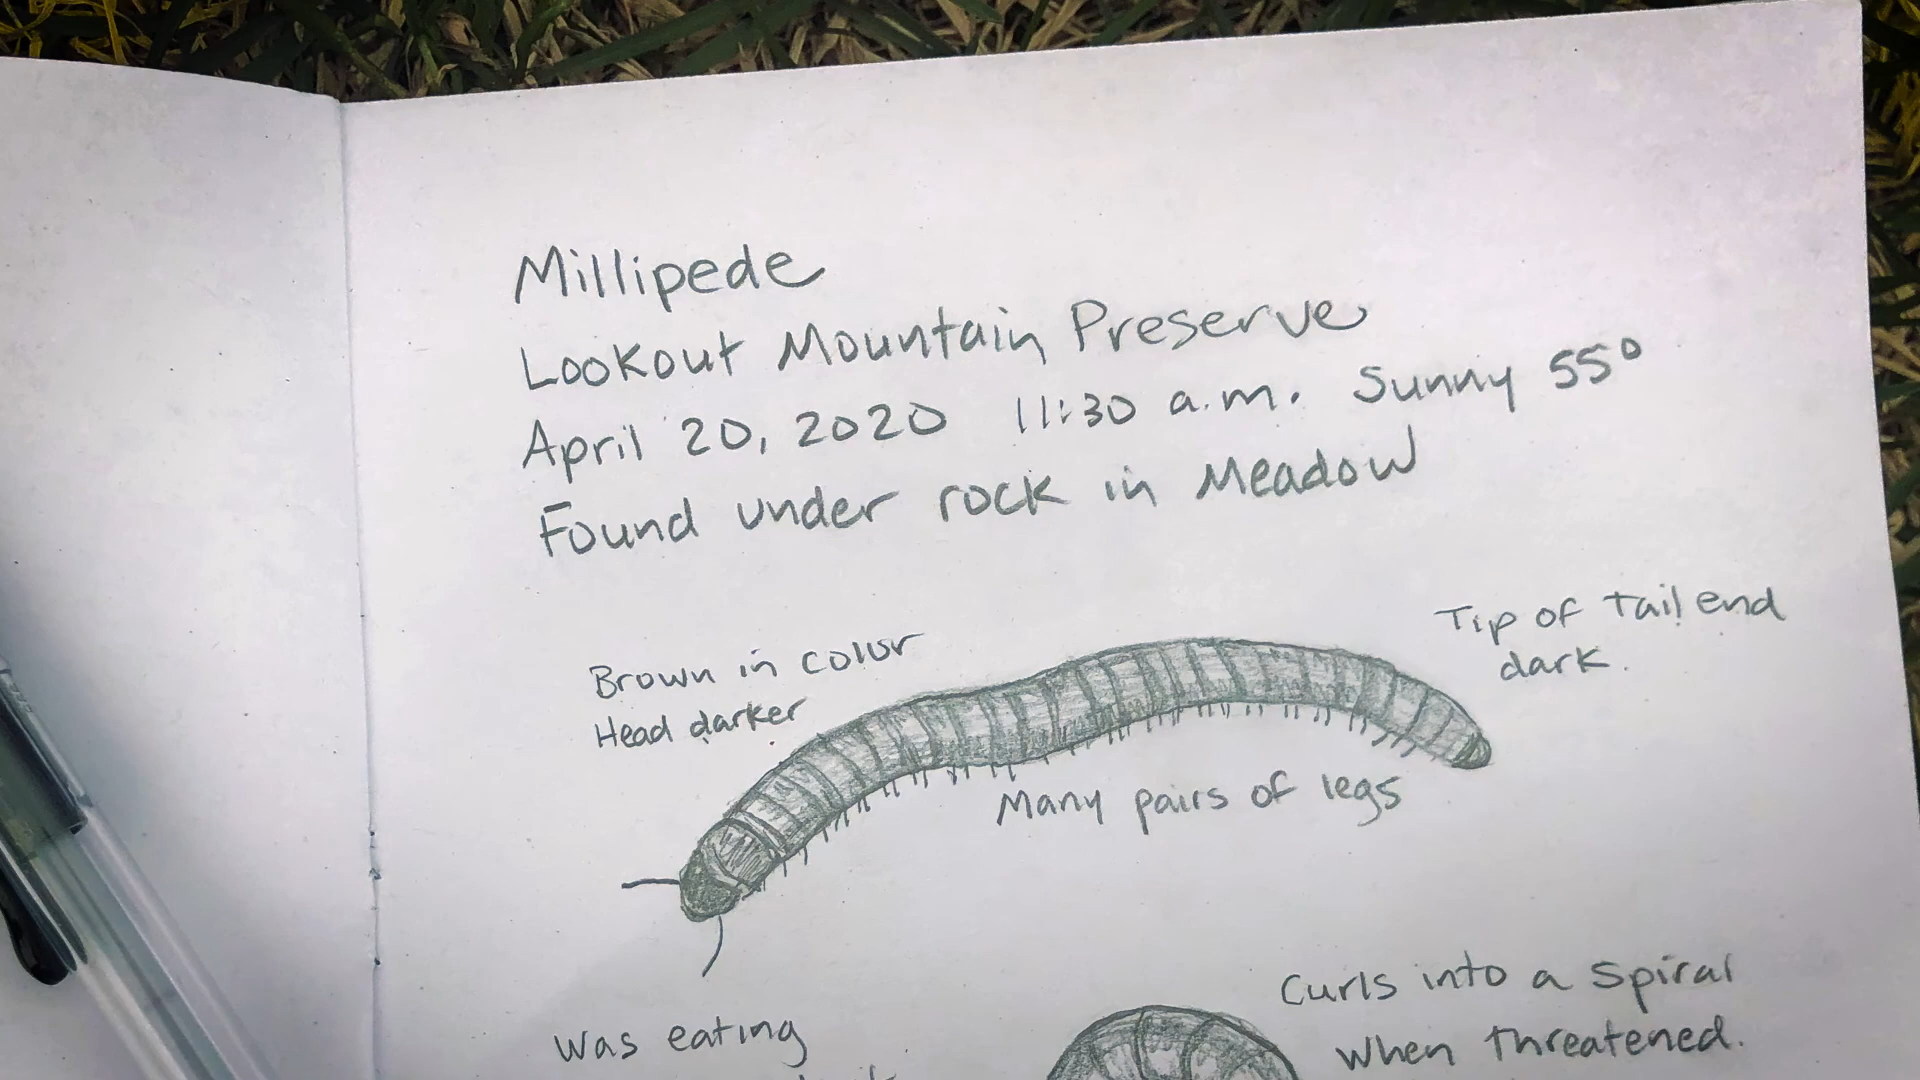 Millipede
Lookout Mountain Preserve
April 20, 2020 11:30 a.m. Sunny 55°
Found under rock in Meadow
Brown in color
Head darker
Tip of tail end
dark.
Many pairs of legs
Was eating
Curls into a spiral
when threatened.